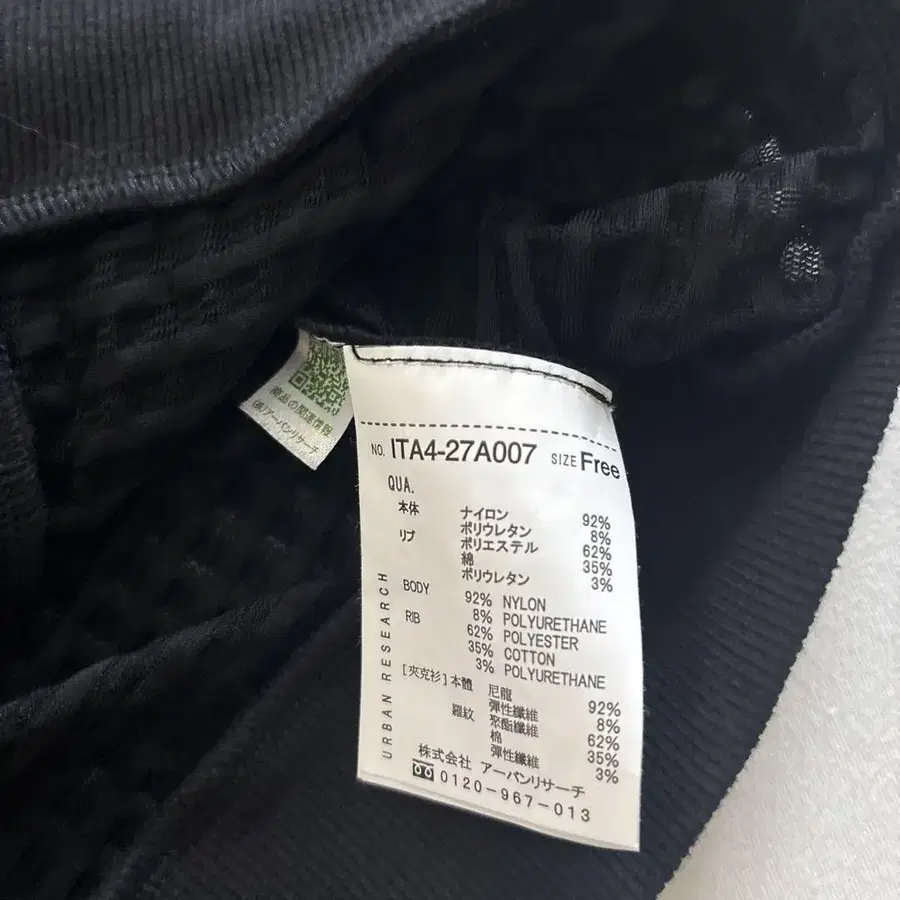 商品の関連情報
(株)アーバンリサーチ
NO. ITA4-27A007 SIZE Free
QUA.
本体 ナイロン 92%
ポリウレタン 8%
リブ ポリエステル 62%
綿 35%
ポリウレタン 3%
BODY 92% NYLON
8% POLYURETHANE
RIB 62% POLYESTER
35% COTTON
3% POLYURETHANE
[夾克衫] 本體 尼龍 92%
彈性纖維 8%
羅紋 聚酯纖維 62%
棉 35%
彈性纖維 3%
株式会社 アーバンリサーチ
0120-967-013
URBAN RESEARCH